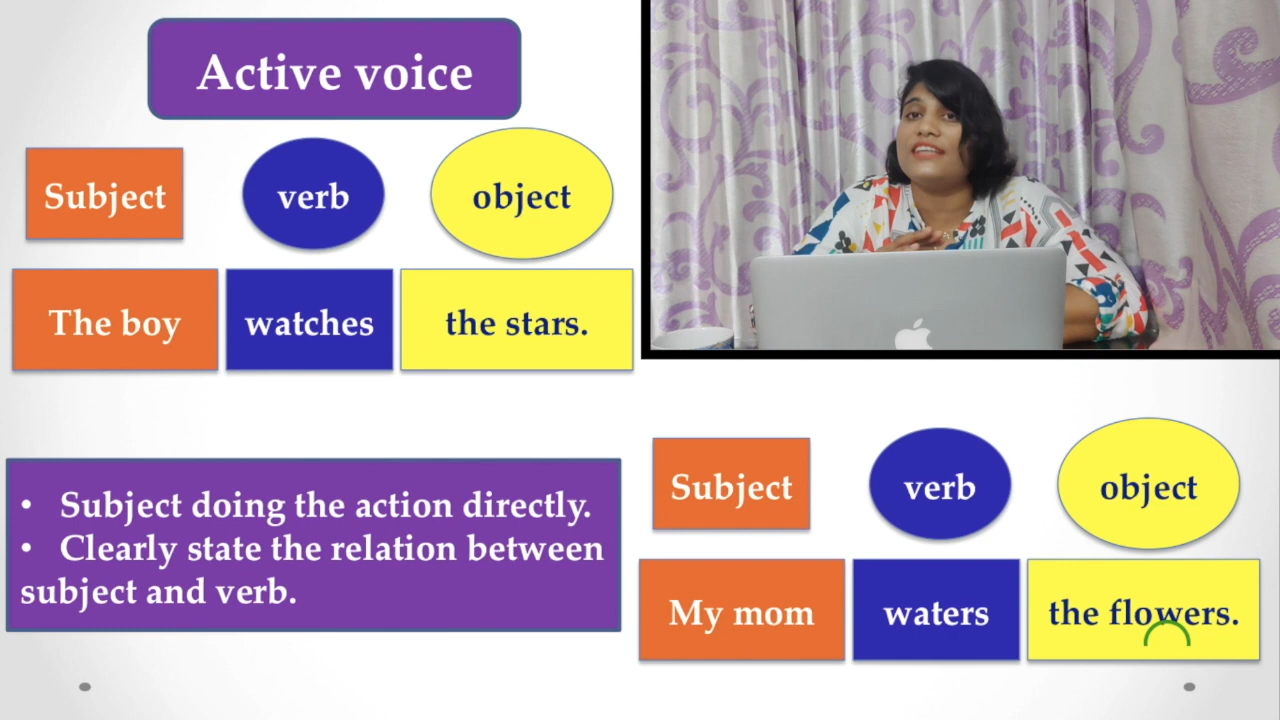 Active voice
Subject verb object
The boy watches the stars.
• Subject doing the action directly.
• Clearly state the relation between
subject and verb.
Subject verb object
My mom waters the flowers.